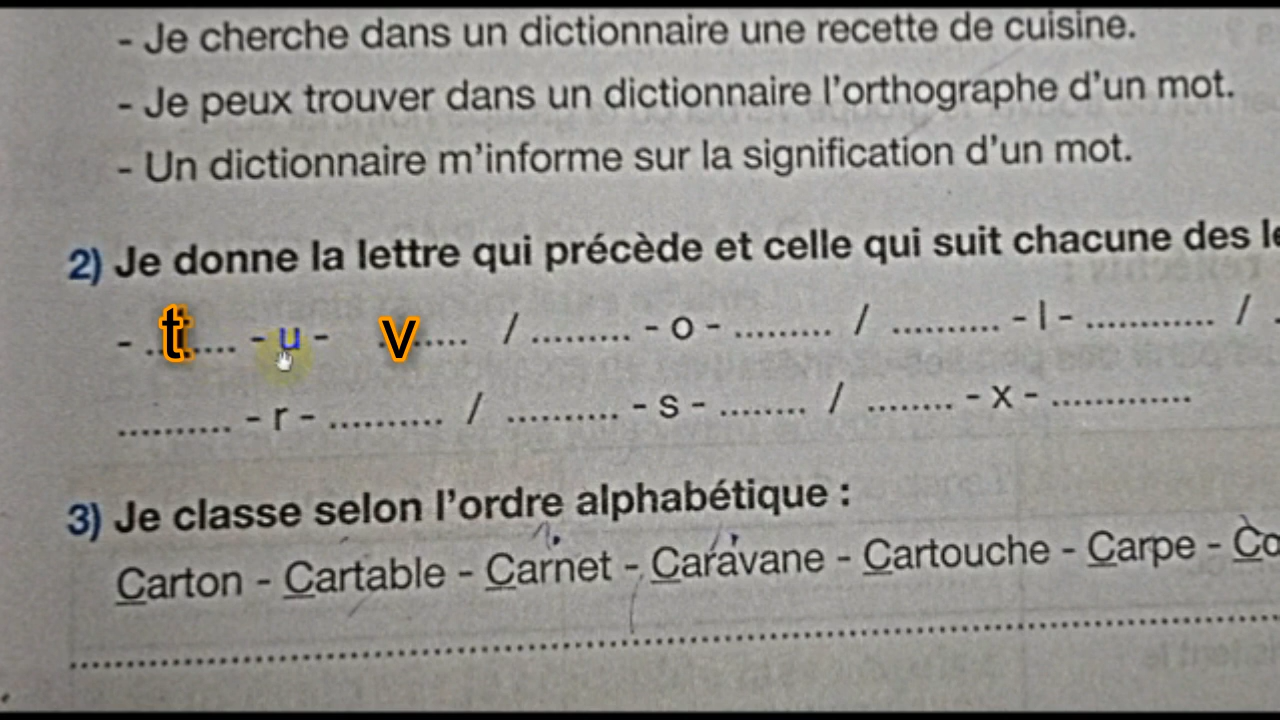 - Je cherche dans un dictionnaire une recette de cuisine.
- Je peux trouver dans un dictionnaire l'orthographe d'un mot.
- Un dictionnaire m'informe sur la signification d'un mot.
2) Je donne la lettre qui précède et celle qui suit chacune des
- ..t.... - u - .v..... / ......... - o - ......... / .......... - l - ............ /
.......... - r - .......... / .......... - s - ........ / ........ - x - .............
3) Je classe selon l'ordre alphabétique :
Carton - Cartable - Carnet - Caravane - Cartouche - Carpe -